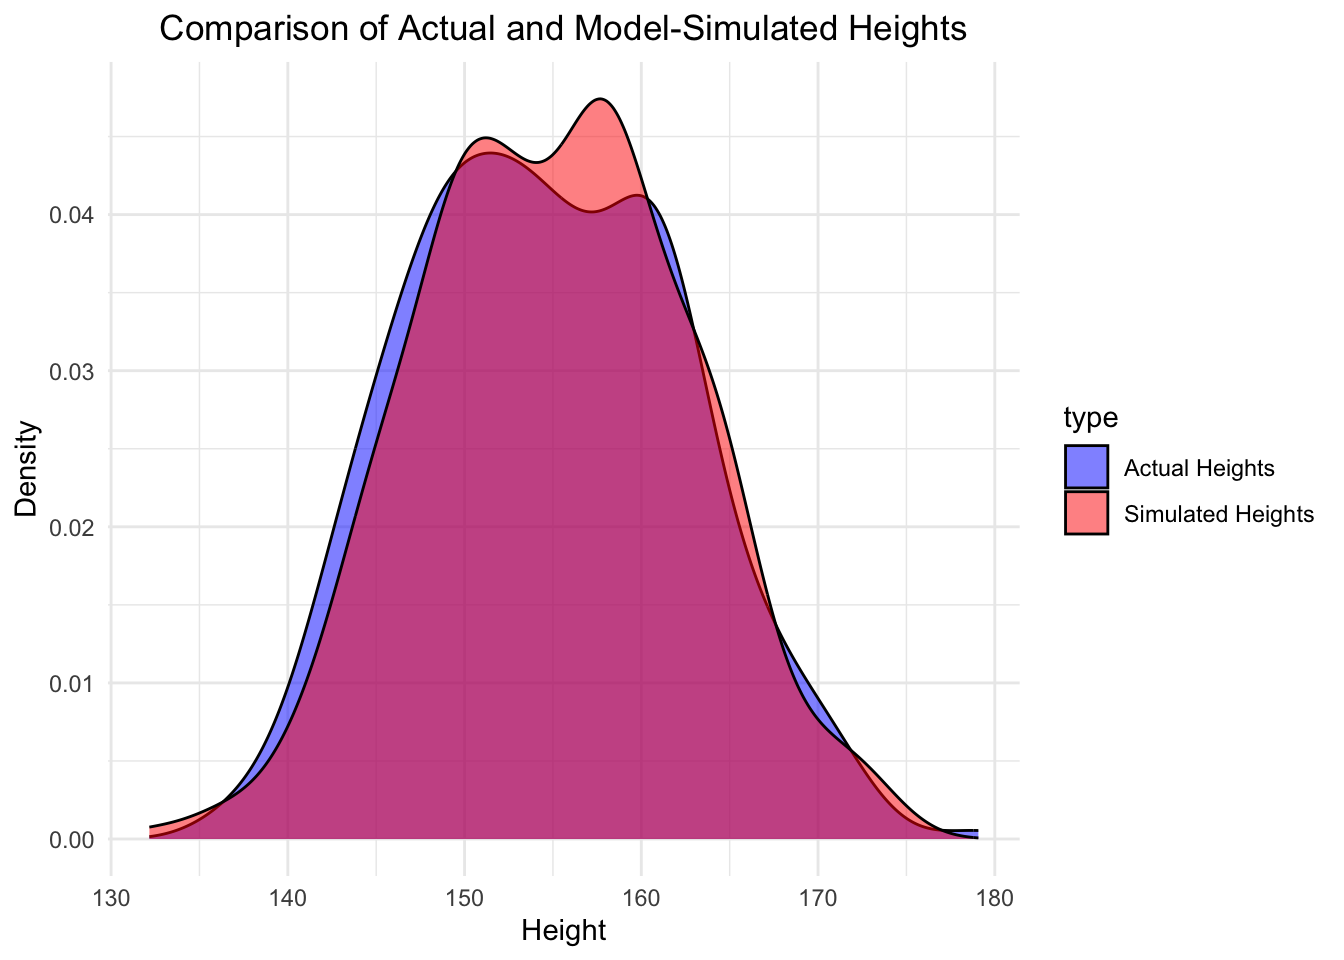 Comparison of Actual and Model-Simulated Heights
Density
0.04
0.03
0.02
0.01
0.00
130 140 150 160 170 180
Height
type
Actual Heights
Simulated Heights